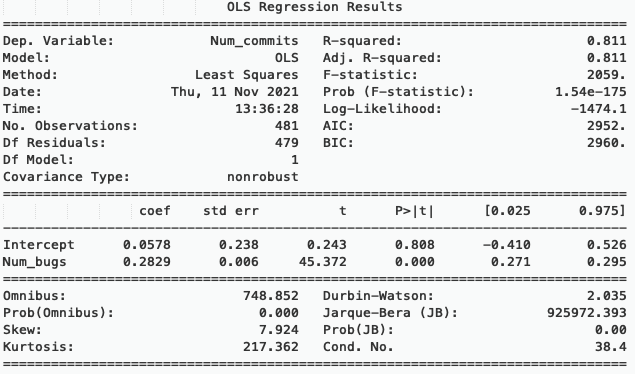 OLS Regression Results
==============================================================================
Dep. Variable: Num_commits R-squared: 0.811
Model: OLS Adj. R-squared: 0.811
Method: Least Squares F-statistic: 2059.
Date: Thu, 11 Nov 2021 Prob (F-statistic): 1.54e-175
Time: 13:36:28 Log-Likelihood: -1474.1
No. Observations: 481 AIC: 2952.
Df Residuals: 479 BIC: 2960.
Df Model: 1
Covariance Type: nonrobust
==============================================================================
coef std err t P>|t| [0.025 0.975]
------------------------------------------------------------------------------
Intercept 0.0578 0.238 0.243 0.808 -0.410 0.526
Num_bugs 0.2829 0.006 45.372 0.000 0.271 0.295
==============================================================================
Omnibus: 748.852 Durbin-Watson: 2.035
Prob(Omnibus): 0.000 Jarque-Bera (JB): 925972.393
Skew: 7.924 Prob(JB): 0.00
Kurtosis: 217.362 Cond. No. 38.4
==============================================================================